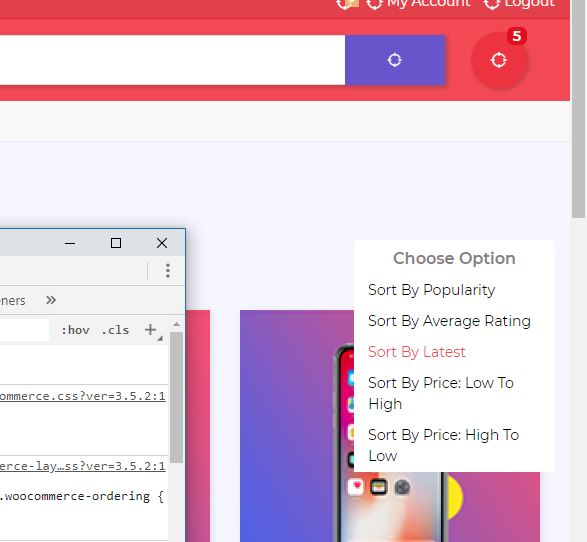 My Account Logout
5
Choose Option
Sort By Popularity
Sort By Average Rating
Sort By Latest
Sort By Price: Low To
High
Sort By Price: High To
Low
eners
:hov .cls +
ommerce.css?ver=3.5.2:1
erce-lay…ss?ver=3.5.2:1
.woocommerce-ordering {